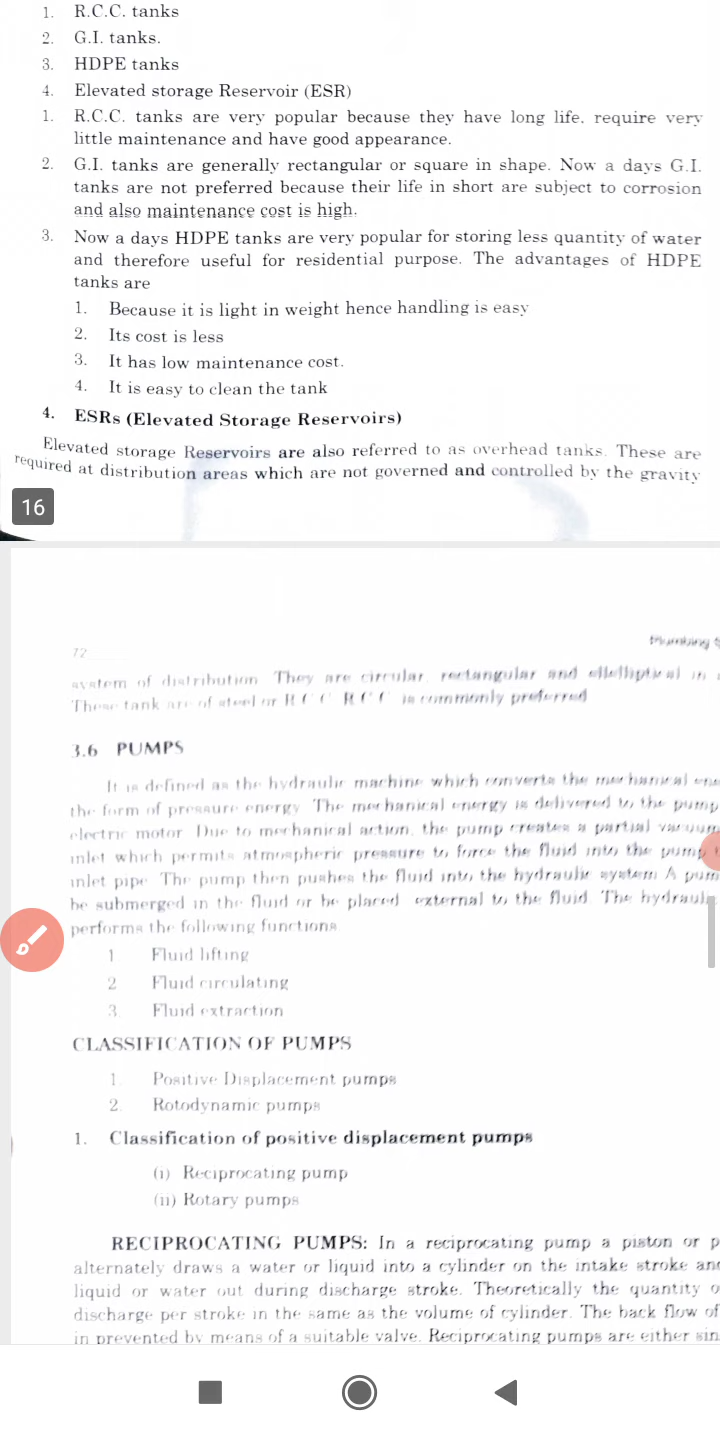 1. R.C.C. tanks
2. G.I. tanks.
3. HDPE tanks
4. Elevated storage Reservoir (ESR)
1. R.C.C. tanks are very popular because they have long life. require very
little maintenance and have good appearance.
2. G.I. tanks are generally rectangular or square in shape. Now a days G.I.
tanks are not preferred because their life in short are subject to corrosion
and also maintenance cost is high.
3. Now a days HDPE tanks are very popular for storing less quantity of water
and therefore useful for residential purpose. The advantages of HDPE
tanks are
1. Because it is light in weight hence handling is easy
2. Its cost is less
3. It has low maintenance cost.
4. It is easy to clean the tank
4. ESRs (Elevated Storage Reservoirs)
Elevated storage Reservoirs are also referred to as overhead tanks. These are
required at distribution areas which are not governed and controlled by the gravity
16
72
Plumbing
system of distribution They are circular, rectangular and in
These tank are of steel or R C C R C C is commonly preferred
3.6 PUMPS
It is defined as the hydraulic machine which converts the mechanical
the form of pressure energy The mechanical energy is delivered to the pump
electric motor Due to mechanical action, the pump creates a partial vacuum
inlet which permits atmospheric pressure to force the fluid into the pump
inlet pipe The pump then pushes the fluid into the hydraulic system A
be submerged in the fluid or be placed external to the fluid The
performs the following functions
1 Fluid lifting
2 Fluid circulating
3. Fluid extraction
CLASSIFICATION OF PUMPS
1. Positive Displacement pumps
2. Rotodynamic pumps
1. Classification of positive displacement pumps
(i) Reciprocating pump
(ii) Rotary pumps
RECIPROCATING PUMPS: In a reciprocating pump a piston or p
alternately draws a water or liquid into a cylinder on the intake stroke
liquid or water out during discharge stroke. Theoretically the quantity
discharge per stroke in the same as the volume of cylinder. The back flow of
in prevented by means of a suitable valve. Reciprocating pumps are either